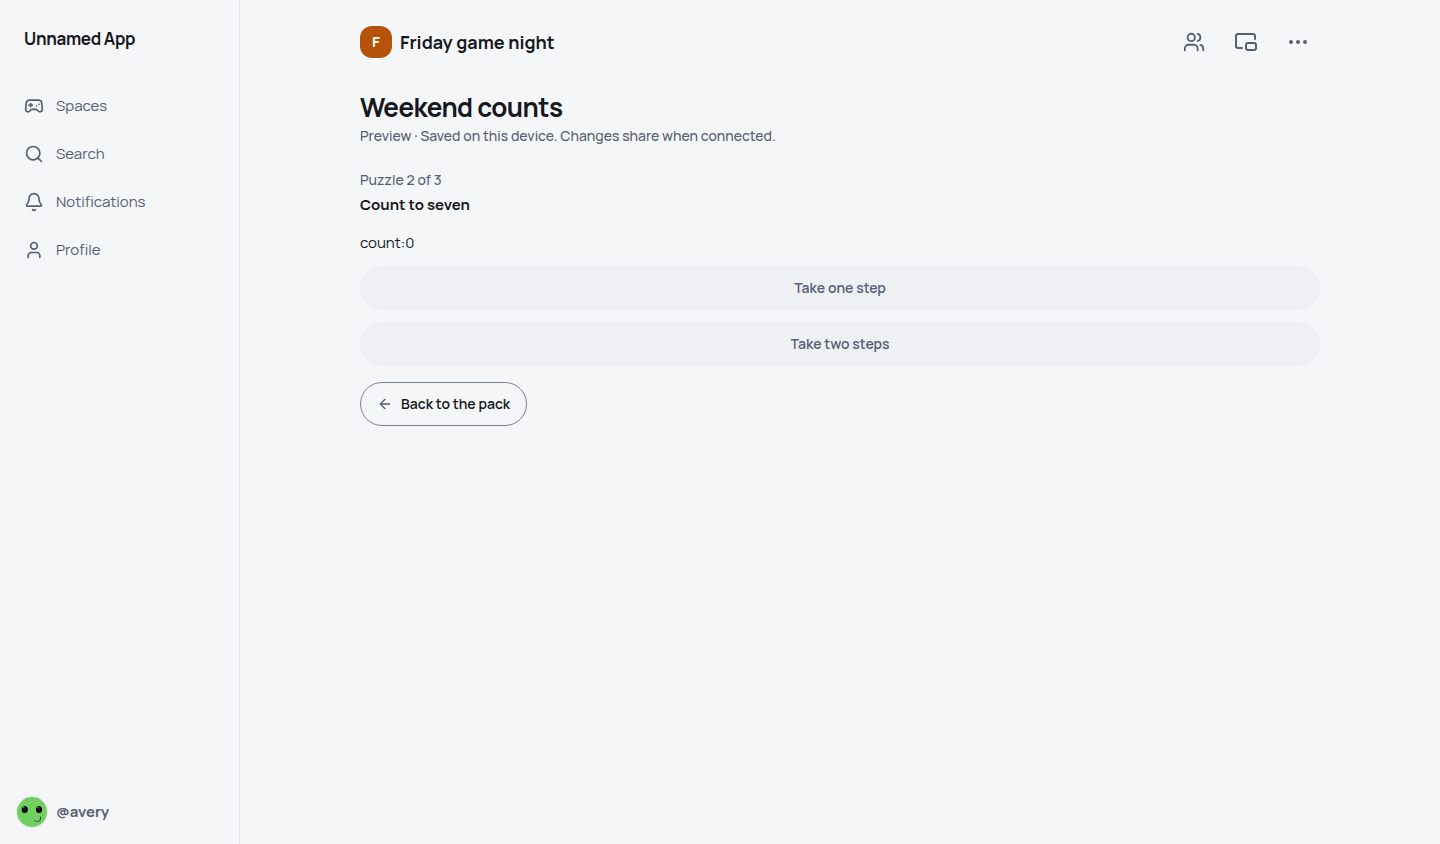 Unnamed App
Spaces
Search
Notifications
Profile
@avery
F Friday game night
Weekend counts
Preview · Saved on this device. Changes share when connected.
Puzzle 2 of 3
Count to seven
count:0
Take one step
Take two steps
Back to the pack